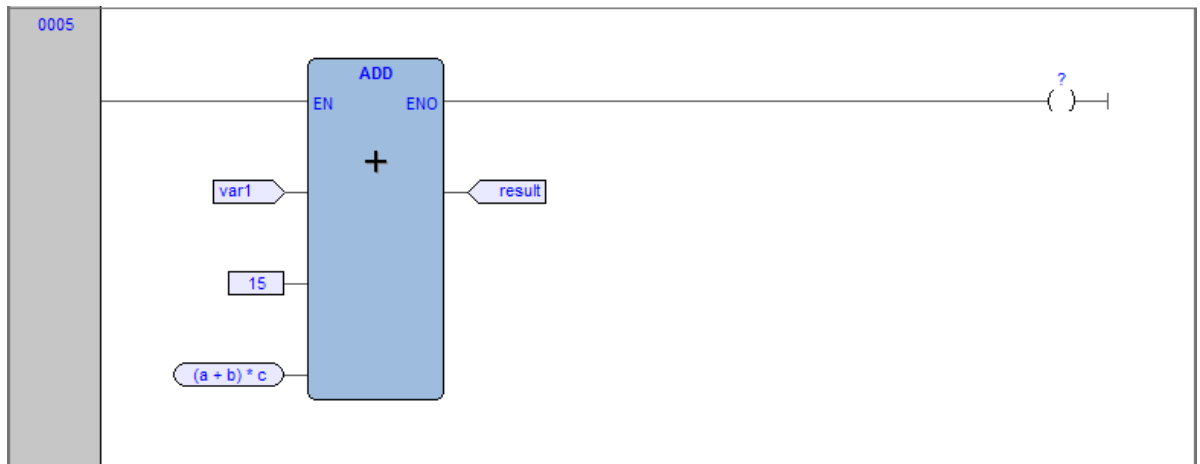 0005
ADD
?
EN ENO
+
var1
result
15
(a + b) * c
( )